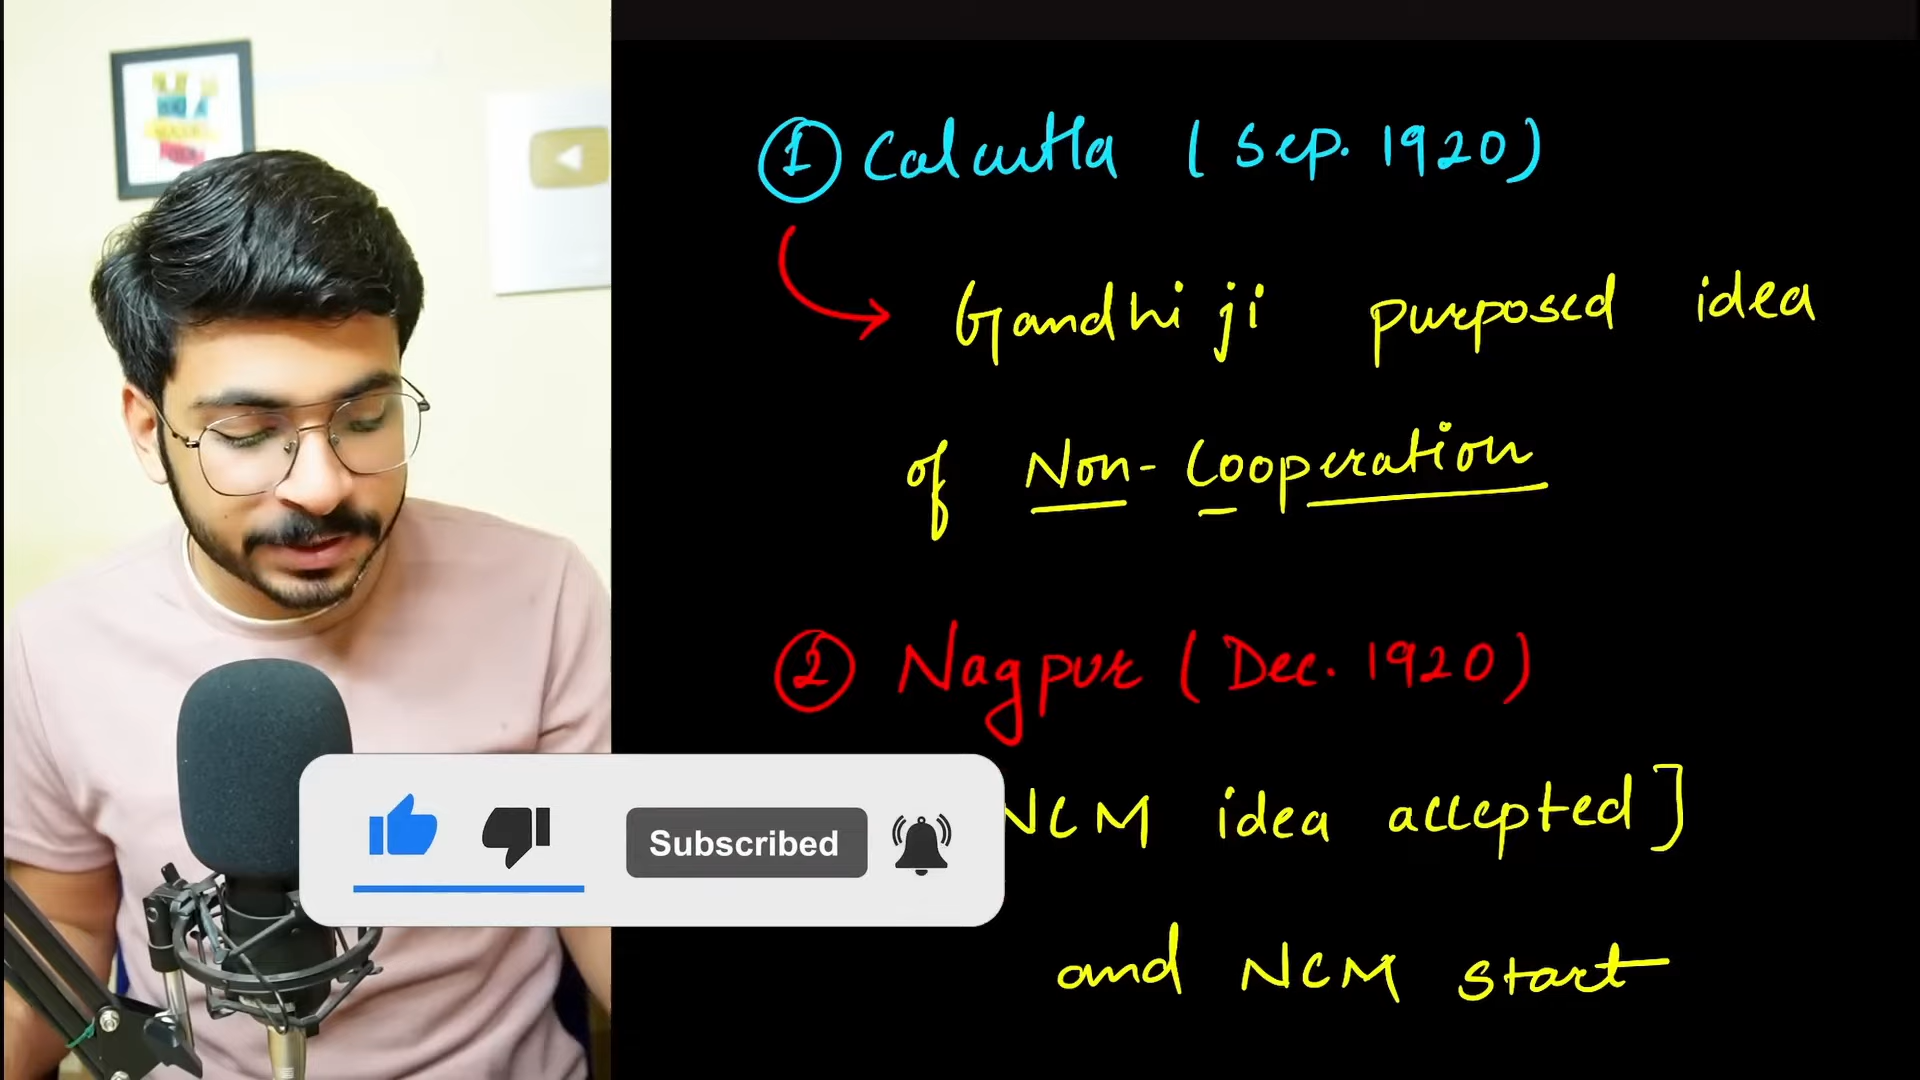 ① Calcutta (Sep. 1920)
Gandhi ji purposed idea
of Non-Cooperation
② Nagpur (Dec. 1920)
NCM idea accepted]
and NCM start
Subscribed